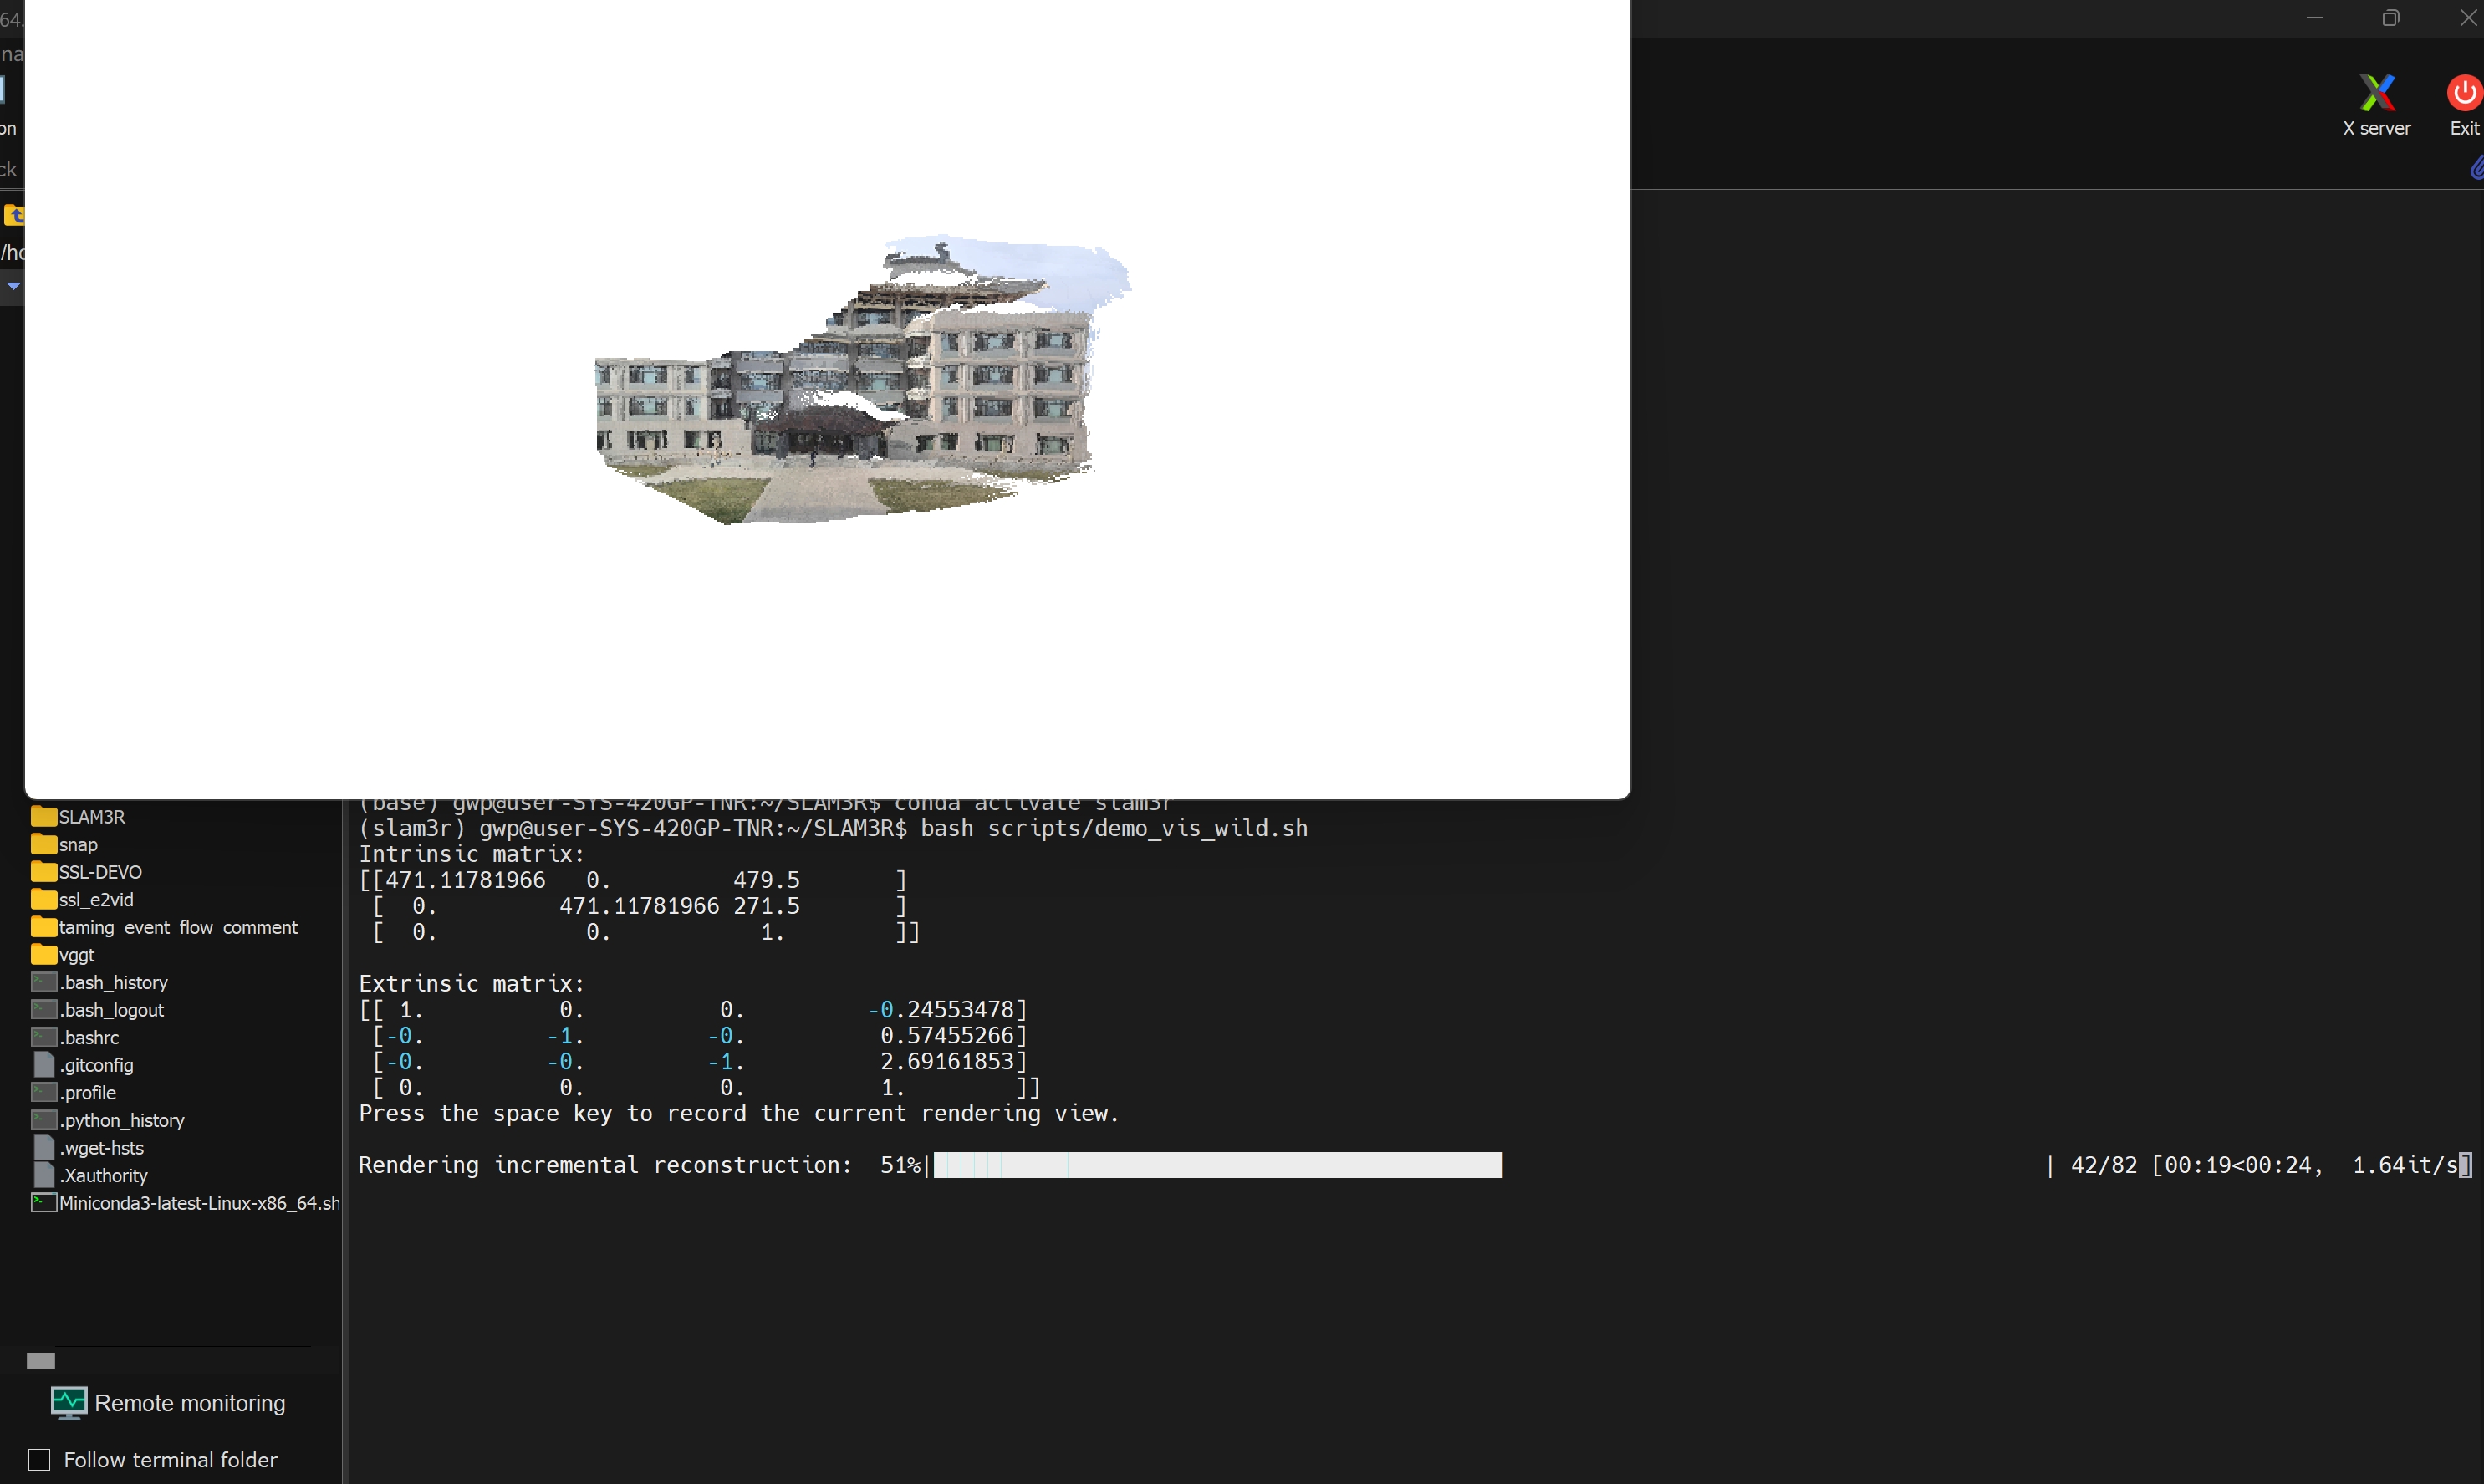 64.
na
X server
Exit
on
ck
/ho
SLAM3R
snap
SSL-DEVO
ssl_e2vid
taming_event_flow_comment
vggt
.bash_history
.bash_logout
.bashrc
.gitconfig
.profile
.python_history
.wget-hsts
.Xauthority
Miniconda3-latest-Linux-x86_64.sh
Remote monitoring
Follow terminal folder
(base) gwp@user-SYS-420GP-TNR:~/SLAM3R$ conda activate slam3r
(slam3r) gwp@user-SYS-420GP-TNR:~/SLAM3R$ bash scripts/demo_vis_wild.sh
Intrinsic matrix:
[[471.11781966   0.         479.5       ]
 [  0.         471.11781966 271.5       ]
 [  0.           0.           1.        ]]
Extrinsic matrix:
[[ 1.          0.          0.         -0.24553478]
 [-0.         -1.         -0.          0.57455266]
 [-0.         -0.         -1.          2.69161853]
 [ 0.          0.          0.          1.        ]]
Press the space key to record the current rendering view.
Rendering incremental reconstruction:  51%| | 42/82 [00:19<00:24,  1.64it/s]